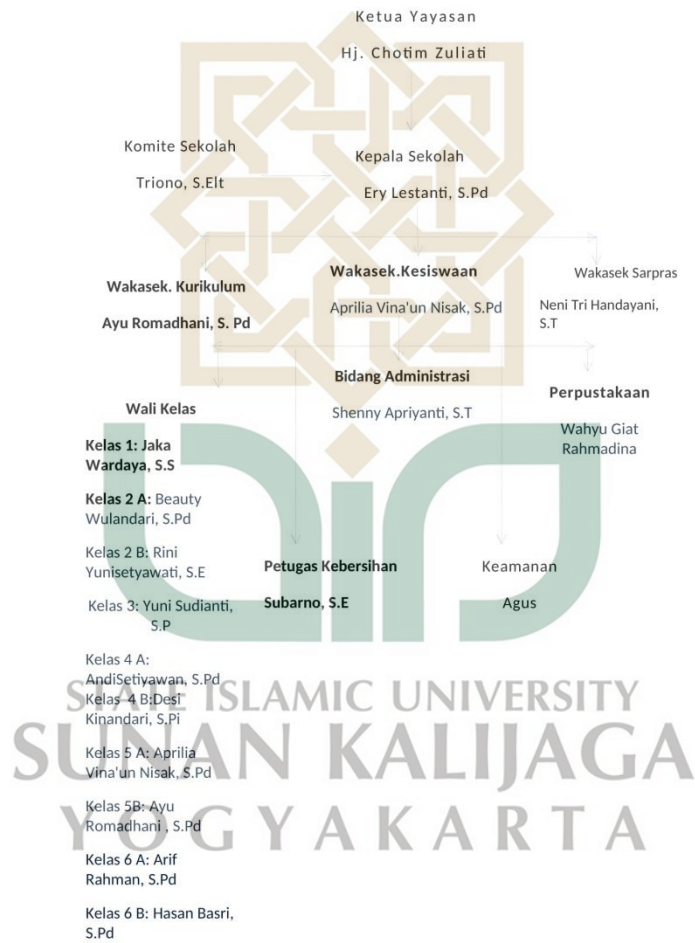 Ketua Yayasan
Hj. Chotim Zuliati
Komite Sekolah
Triono, S.Elt
Kepala Sekolah
Ery Lestanti, S.Pd
Wakasek. Kurikulum
Ayu Romadhani, S. Pd
Wakasek.Kesiswaan
Aprilia Vina'un Nisak, S.Pd
Wakasek Sarpras
Neni Tri Handayani,
S.T
Bidang Administrasi
Shenny Apriyanti, S.T
Perpustakaan
Wahyu Giat
Rahmadina
Wali Kelas
Kelas 1: Jaka
Wardaya, S.S
Kelas 2 A: Beauty
Wulandari, S.Pd
Kelas 2 B: Rini
Yunisetyawati, S.E
Kelas 3: Yuni Sudianti,
S.P
Kelas 4 A:
AndiSetiyawan, S.Pd
Kelas 4 B:Desi
Kinandari, S.Pi
Kelas 5 A: Aprilia
Vina'un Nisak, S.Pd
Kelas 5B: Ayu
Romadhani , S.Pd
Kelas 6 A: Arif
Rahman, S.Pd
Kelas 6 B: Hasan Basri,
S.Pd
Petugas Kebersihan
Subarno, S.E
Keamanan
Agus
STATE ISLAMIC UNIVERSITY
SUNAN KALIJAGA
YOGYAKARTA